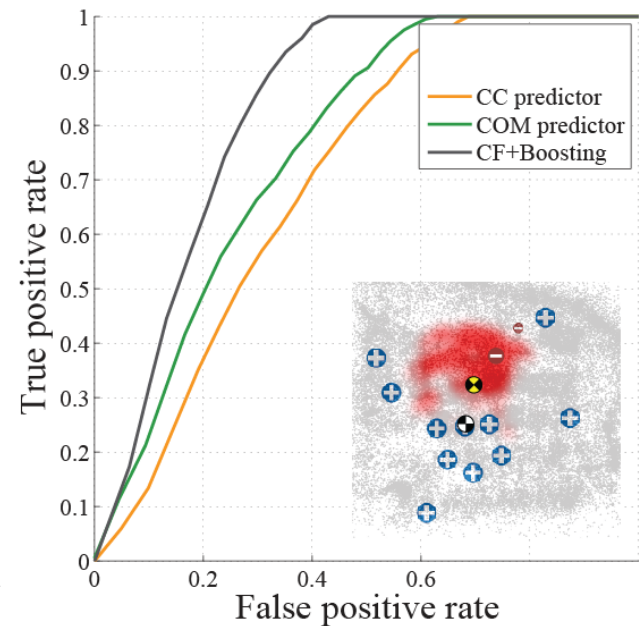 1
0.9
0.8
0.7
0.6
0.5
0.4
0.3
0.2
0.1
0
True positive rate
CC predictor
COM predictor
CF+Boosting
0 0.2 0.4 0.6
False positive rate